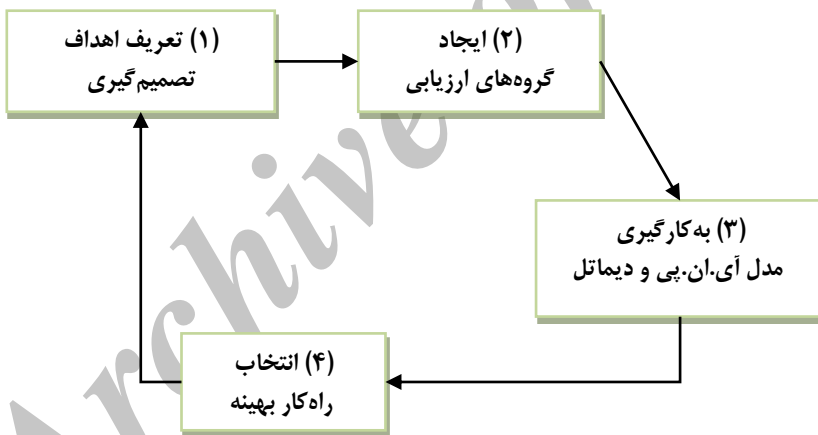 (۱) تعریف اهداف
تصمیم‌گیری
(۲) ایجاد
گروه‌های ارزیابی
(۳) به‌کارگیری
مدل آی.ان.پی و دیماتل
(۴) انتخاب
راه‌کار بهینه
Archive